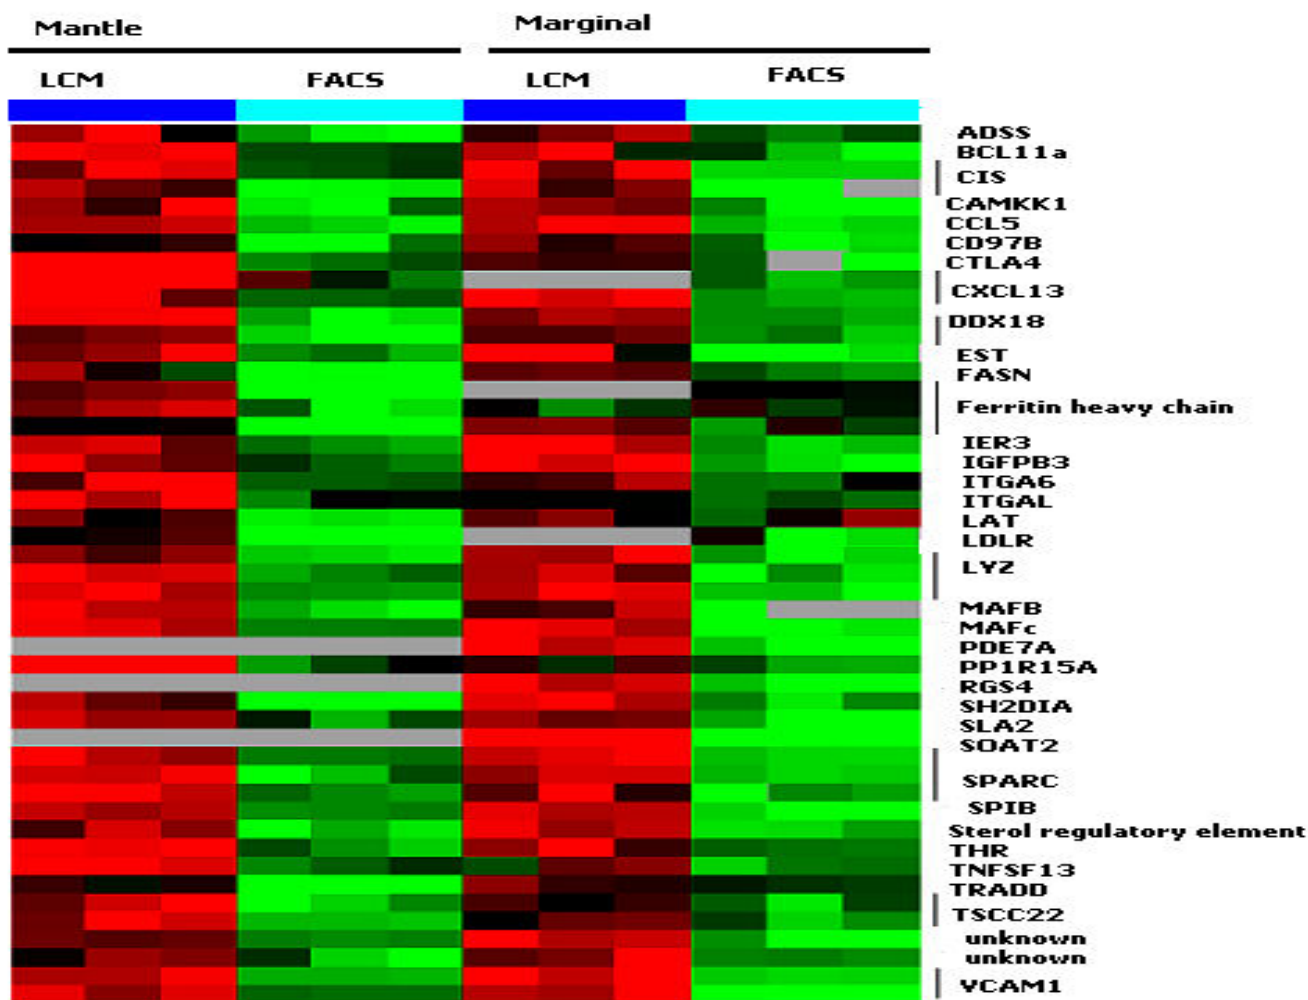 Mantle
Marginal
LCM
FACS
LCM
FACS
ADSS
BCL11a
CIS
CAMKK1
CCL5
CD97B
CTLA4
CXCL13
DDX18
EST
FASN
Ferritin heavy chain
IER3
IGFPB3
ITGA6
ITGAL
LAT
LDLR
LYZ
MAFB
MAFc
PDE7A
PP1R15A
RGS4
SH2DIA
SLA2
SOAT2
SPARC
SPIB
Sterol regulatory element
THR
TNFSF13
TRADD
TSCC22
unknown
unknown
VCAM1